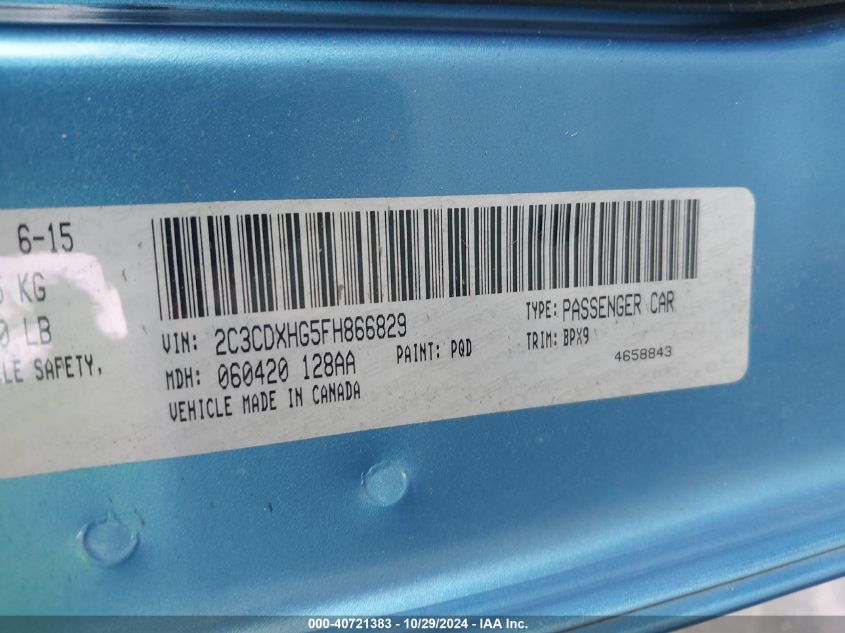 6-15
KG
LB
LE SAFETY,
VIN: 2C3CDXHG5FH866829
TYPE: PASSENGER CAR
MDH: 060420 128AA
PAINT: PQD
TRIM: BPX9
VEHICLE MADE IN CANADA
4658843
000-40721383 - 10/29/2024 - IAA Inc.